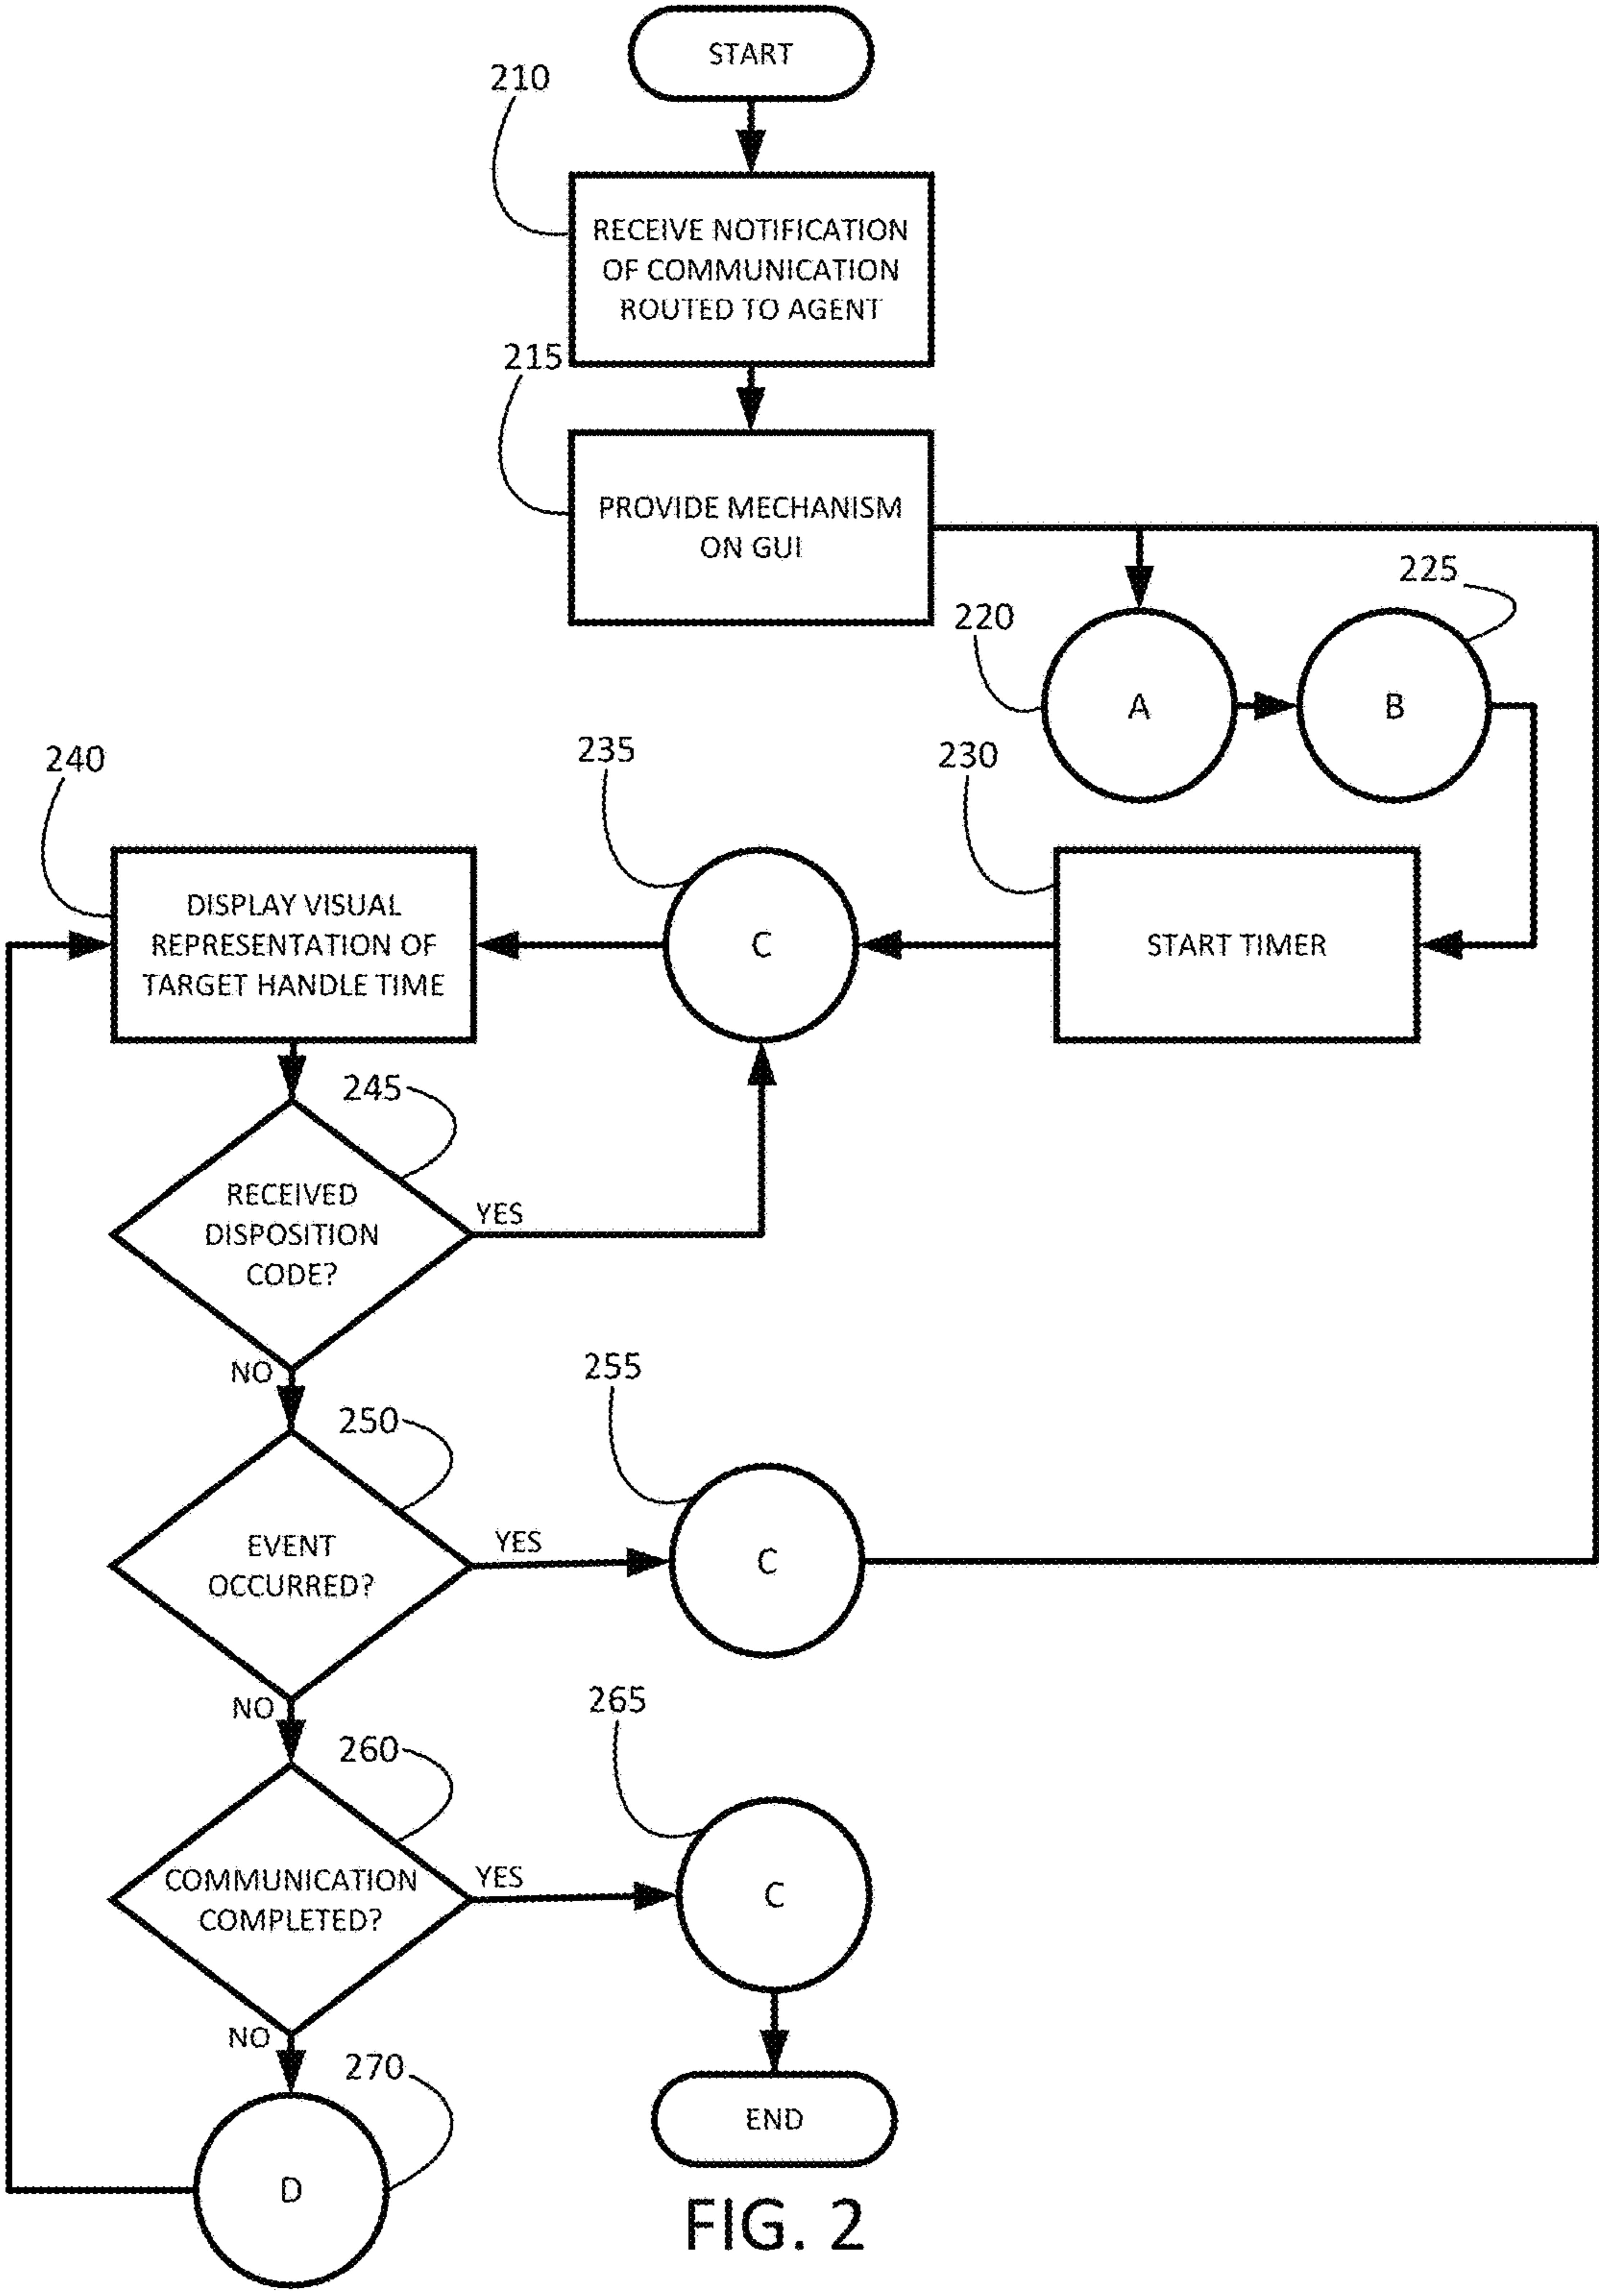 START
210
RECEIVE NOTIFICATION
OF COMMUNICATION
ROUTED TO AGENT
215
PROVIDE MECHANISM
ON GUI
225
220
A
B
230
235
240
DISPLAY VISUAL
REPRESENTATION OF
TARGET HANDLE TIME
C
START TIMER
245
RECEIVED
DISPOSITION
CODE?
YES
NO
250
255
EVENT
OCCURRED?
YES
C
NO
260
265
COMMUNICATION
COMPLETED?
YES
C
NO
270
END
D
FIG. 2